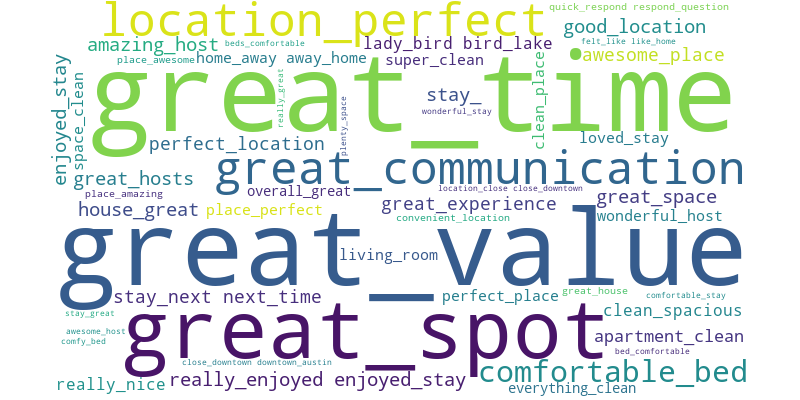 location_perfect
quick_respond respond_question
good_location
amazing_host
beds_comfortable
lady_bird bird_lake
felt_like like_home
place_awesome
home_away away_home
super_clean
awesome_place
great_time
enjoyed_stay
space_clean
really_great
plenty_space
stay_
wonderful_stay
clean_place
perfect_location
loved_stay
great_communication
great_hosts
place_amazing
overall_great
location_close close_downtown
house_great
place_perfect
great_experience
great_space
convenient_location
wonderful_host
great_value
living_room
stay_next next_time
perfect_place
great_house
comfortable_stay
stay_great
great_spot
clean_spacious
awesome_host
comfy_bed
apartment_clean
bed_comfortable
close_downtown downtown_austin
really_nice
really_enjoyed enjoyed_stay
comfortable_bed
everything_clean